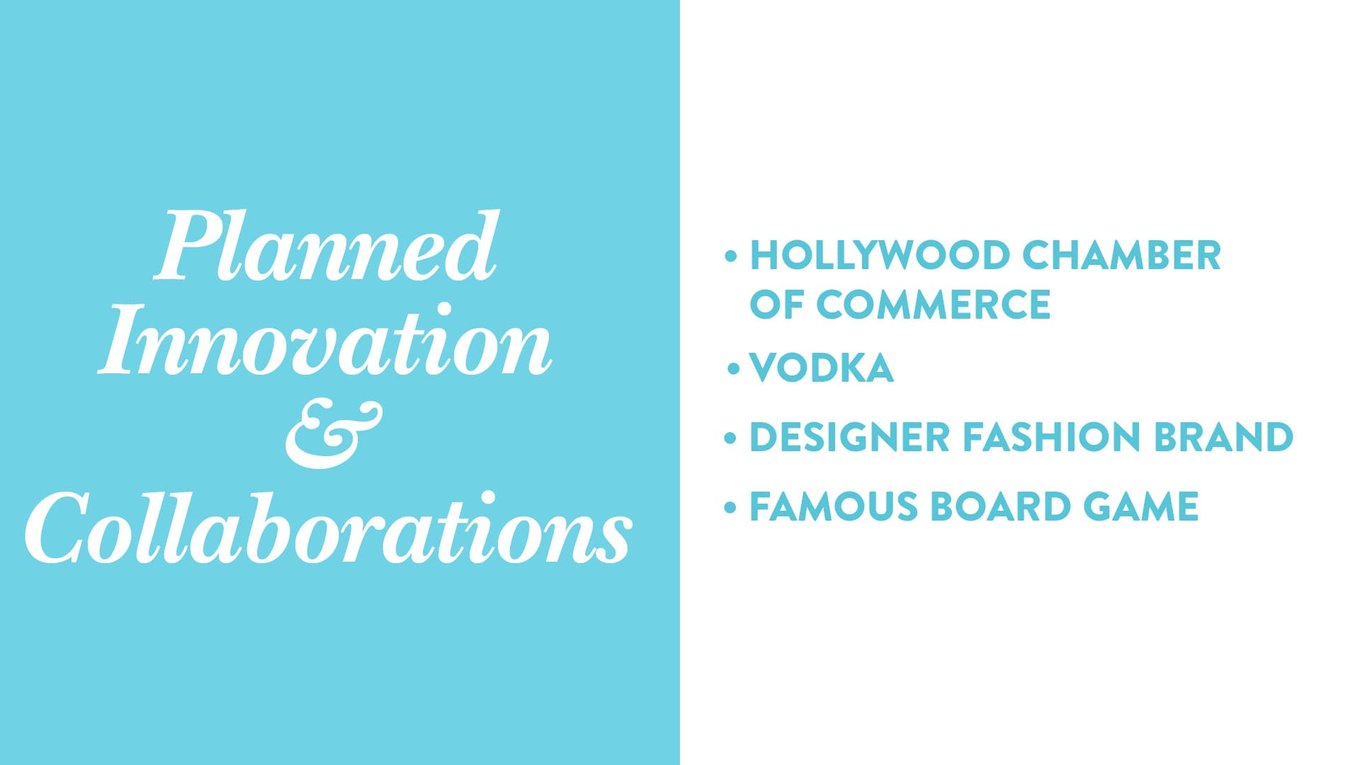 Planned
Innovation
&
Collaborations
• HOLLYWOOD CHAMBER
OF COMMERCE
• VODKA
• DESIGNER FASHION BRAND
• FAMOUS BOARD GAME